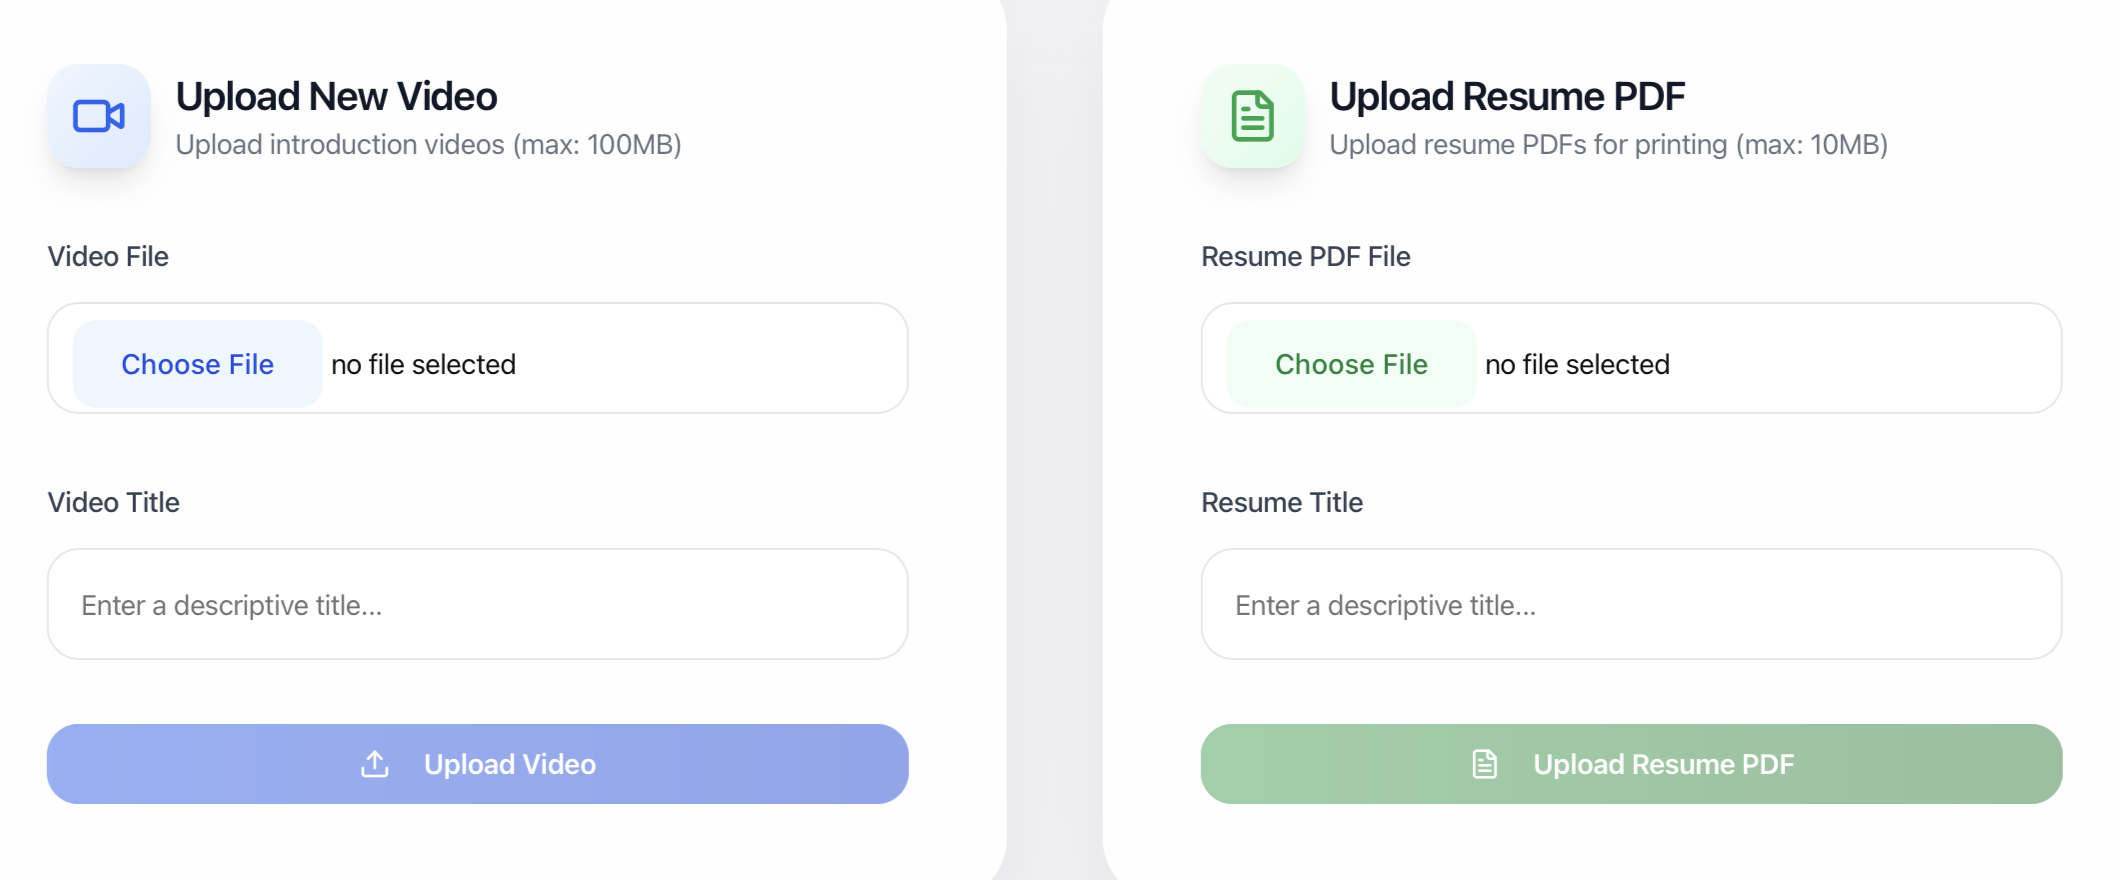 Upload New Video
Upload introduction videos (max: 100MB)
Video File
Choose File no file selected
Video Title
Enter a descriptive title...
Upload Video
Upload Resume PDF
Upload resume PDFs for printing (max: 10MB)
Resume PDF File
Choose File no file selected
Resume Title
Enter a descriptive title...
Upload Resume PDF